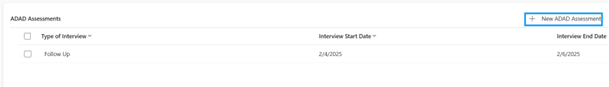 ADAD Assessments
+ New ADAD Assessment
Type of Interview Interview Start Date Interview End Date
Follow Up 2/4/2025 2/6/2025